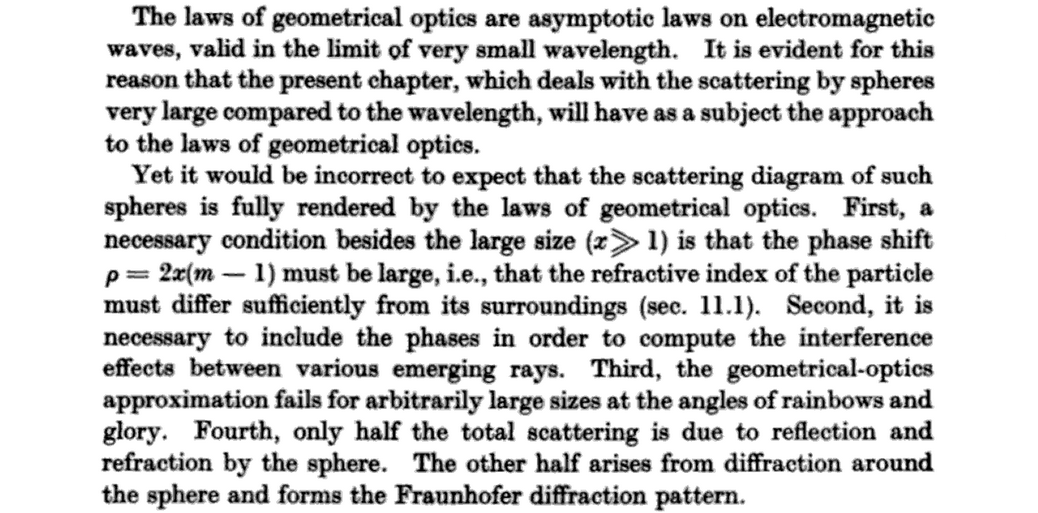 The laws of geometrical optics are asymptotic laws on electromagnetic
waves, valid in the limit of very small wavelength. It is evident for this
reason that the present chapter, which deals with the scattering by spheres
very large compared to the wavelength, will have as a subject the approach
to the laws of geometrical optics.
Yet it would be incorrect to expect that the scattering diagram of such
spheres is fully rendered by the laws of geometrical optics. First, a
necessary condition besides the large size (x ≫ 1) is that the phase shift
ρ = 2x(m — 1) must be large, i.e., that the refractive index of the particle
must differ sufficiently from its surroundings (sec. 11.1). Second, it is
necessary to include the phases in order to compute the interference
effects between various emerging rays. Third, the geometrical-optics
approximation fails for arbitrarily large sizes at the angles of rainbows and
glory. Fourth, only half the total scattering is due to reflection and
refraction by the sphere. The other half arises from diffraction around
the sphere and forms the Fraunhofer diffraction pattern.